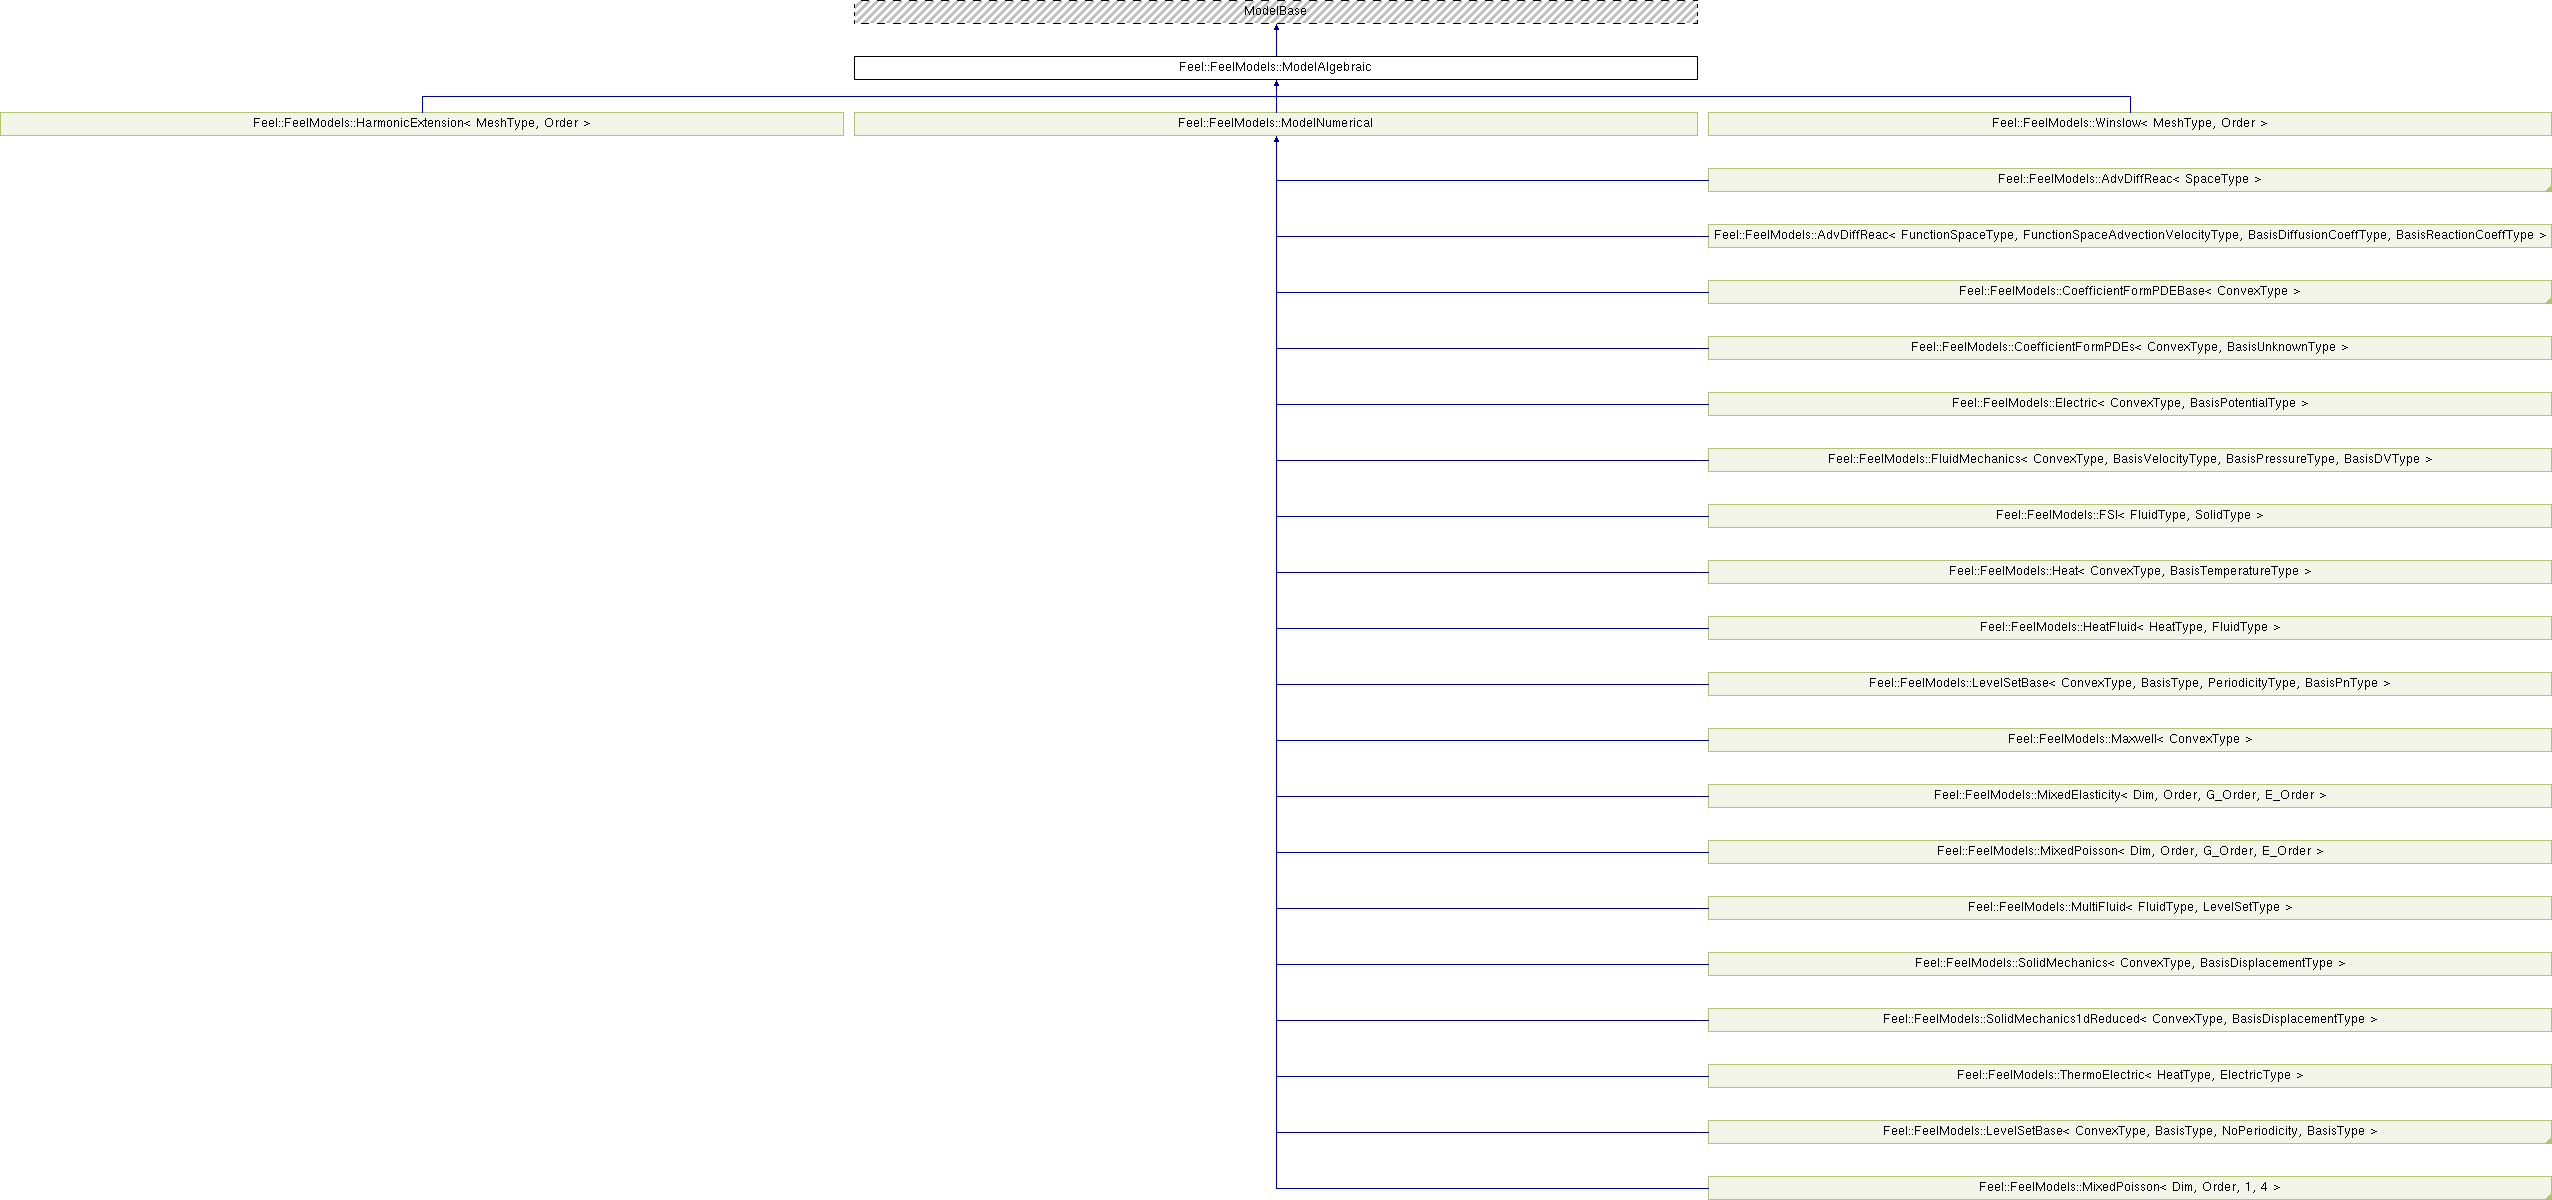 ModelBase
Feel::FeelModels::ModelAlgebraic
Feel::FeelModels::HarmonicExtension< MeshType, Order >
Feel::FeelModels::ModelNumerical
Feel::FeelModels::Winslow< MeshType, Order >
Feel::FeelModels::AdvDiffReac< SpaceType >
Feel::FeelModels::AdvDiffReac< FunctionSpaceType, FunctionSpaceAdvectionVelocityType, BasisDiffusionCoeffType, BasisReactionCoeffType >
Feel::FeelModels::CoefficientFormPDEBase< ConvexType >
Feel::FeelModels::CoefficientFormPDEs< ConvexType, BasisUnknownType >
Feel::FeelModels::Electric< ConvexType, BasisPotentialType >
Feel::FeelModels::FluidMechanics< ConvexType, BasisVelocityType, BasisPressureType, BasisDVType >
Feel::FeelModels::FSI< FluidType, SolidType >
Feel::FeelModels::Heat< ConvexType, BasisTemperatureType >
Feel::FeelModels::HeatFluid< HeatType, FluidType >
Feel::FeelModels::LevelSetBase< ConvexType, BasisType, PeriodicityType, BasisPnType >
Feel::FeelModels::Maxwell< ConvexType >
Feel::FeelModels::MixedElasticity< Dim, Order, G_Order, E_Order >
Feel::FeelModels::MixedPoisson< Dim, Order, G_Order, E_Order >
Feel::FeelModels::MultiFluid< FluidType, LevelSetType >
Feel::FeelModels::SolidMechanics< ConvexType, BasisDisplacementType >
Feel::FeelModels::SolidMechanics1dReduced< ConvexType, BasisDisplacementType >
Feel::FeelModels::ThermoElectric< HeatType, ElectricType >
Feel::FeelModels::LevelSetBase< ConvexType, BasisType, NoPeriodicity, BasisType >
Feel::FeelModels::MixedPoisson< Dim, Order, 1, 4 >